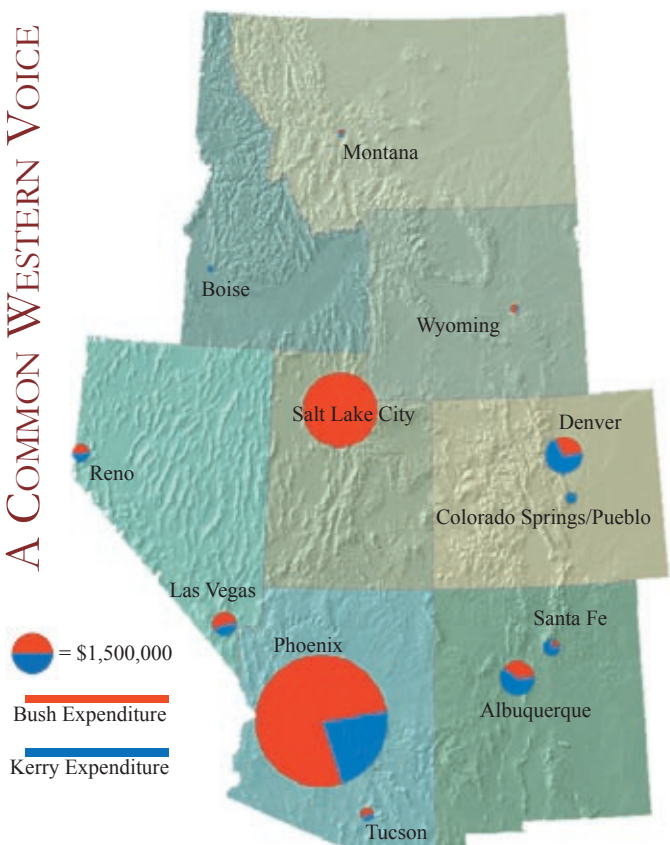 A COMMON WESTERN VOICE
Montana
Boise
Wyoming
Salt Lake City
Denver
Reno
Colorado Springs/Pueblo
Las Vegas
Santa Fe
Phoenix
= $1,500,000
Albuquerque
Bush Expenditure
Kerry Expenditure
Tucson